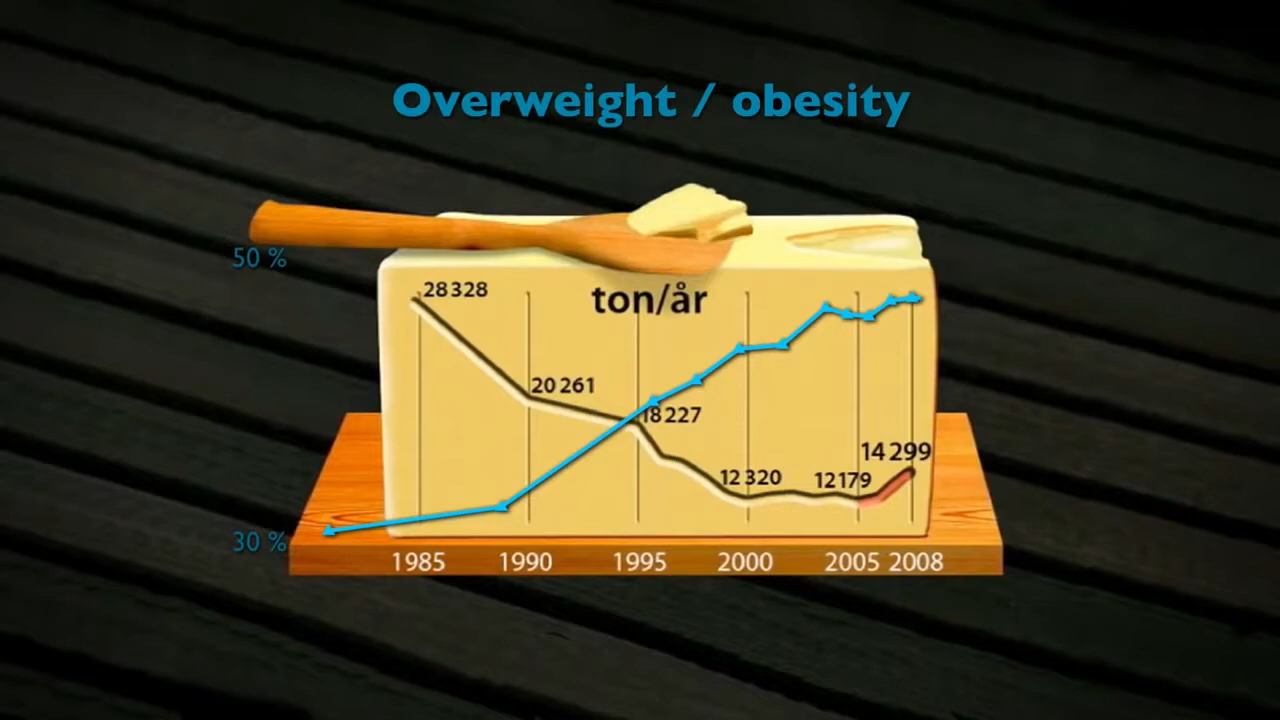 Overweight / obesity
50 %
28 328
ton/år
20 261
18 227
14 299
12 320
12 179
30 %
1985 1990 1995 2000 2005 2008